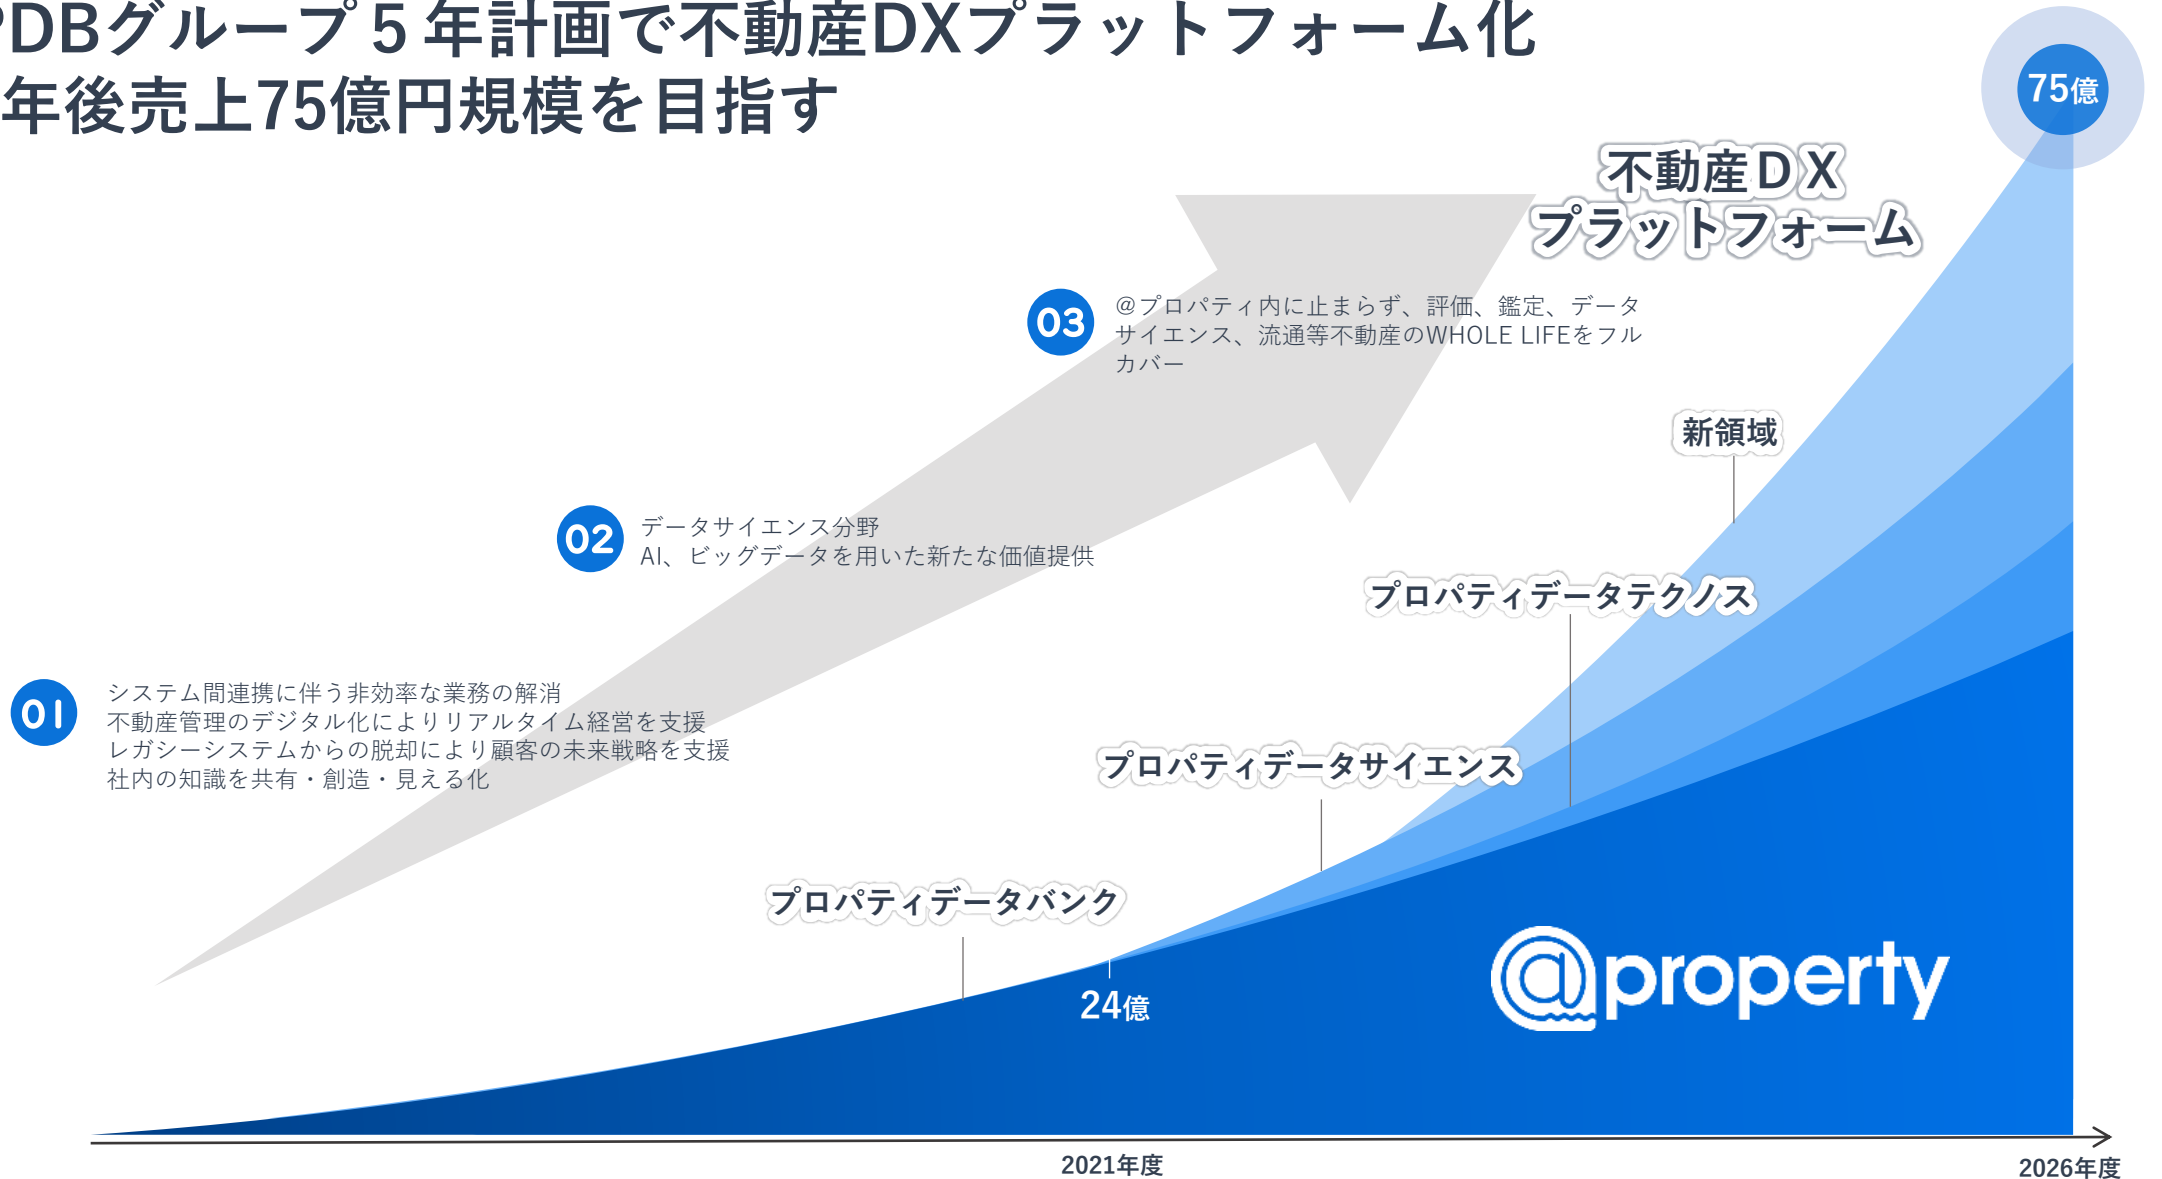 PDBグループ５年計画で不動産DXプラットフォーム化
年後売上75億円規模を目指す
75億
不動産ＤＸ
プラットフォーム
03
＠プロパティ内に止まらず、評価、鑑定、データ
サイエンス、流通等不動産のWHOLE LIFEをフル
カバー
新領域
02
データサイエンス分野
AI、ビッグデータを用いた新たな価値提供
プロパティデータテクノス
01
システム間連携に伴う非効率な業務の解消
不動産管理のデジタル化によりリアルタイム経営を支援
レガシーシステムからの脱却により顧客の未来戦略を支援
社内の知識を共有・創造・見える化
プロパティデータサイエンス
プロパティデータバンク
24億
@property
2021年度
2026年度